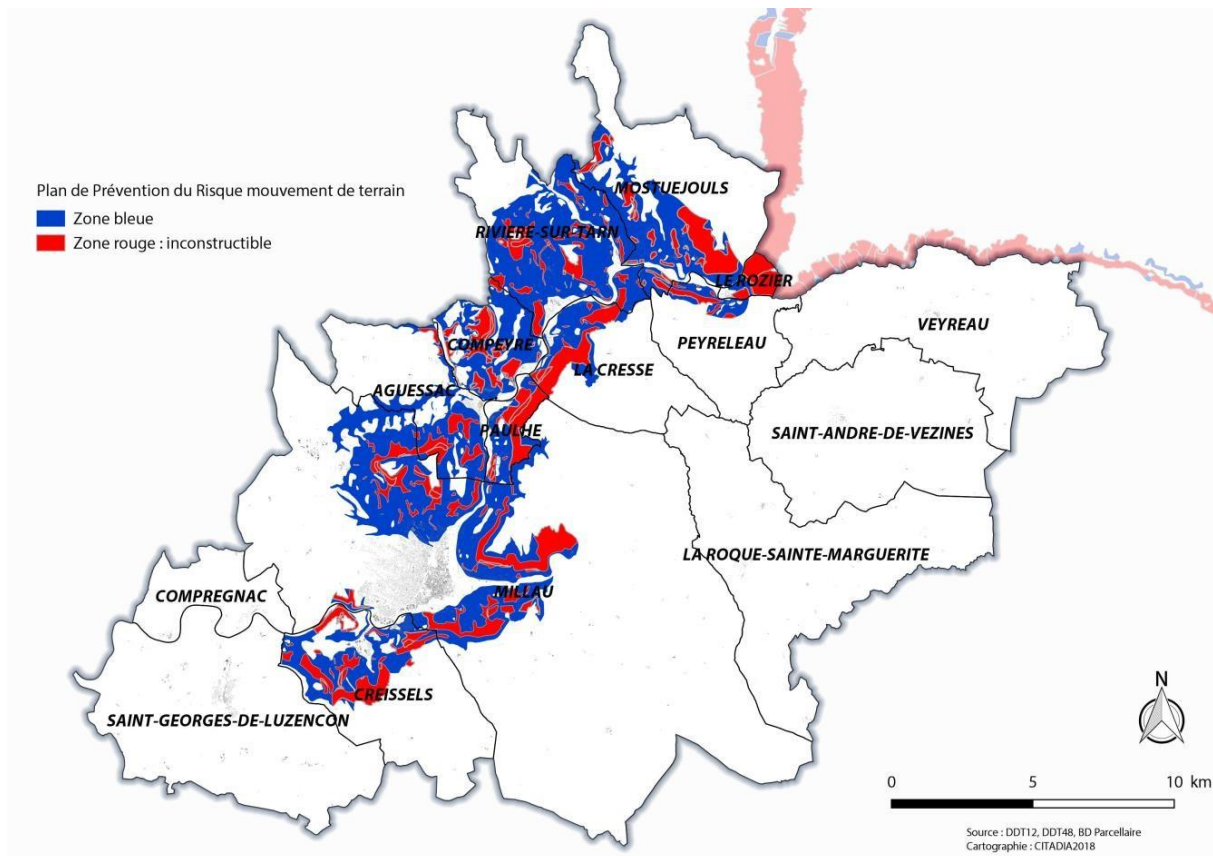 Plan de Prévention du Risque mouvement de terrain
Zone bleue
Zone rouge : inconstructible
MOSTUEJOULS
RIVIERE-SUR-TARN
LE ROZIER
VEYREAU
PEYRELEAU
COMPEYRE
LA CRESSE
AGUESSAC
PAULHE
SAINT-ANDRE-DE-VEZINES
LA ROQUE-SAINTE-MARGUERITE
MILLAU
COMPREGNAC
CREISSELS
SAINT-GEORGES-DE-LUZENCON
N
0 5 10 km
Source : DDT12, DDT48, BD Parcellaire
Cartographie : CITADIA2018